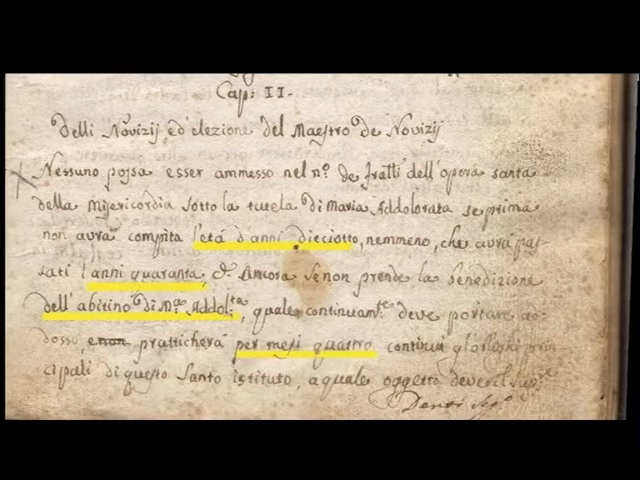 Cap: II.
Delli Novizij, ed'elezione del Maestro de Novizij
Nessuno possa esser ammesso nel n.º de fratti dell'opera santa
della misericordia sotto la tutela di Maria Addolorata se prima
non avrà compita l'età d'anni dieciotto, nemmeno, che avrà pas-
sati l'anni quaranta, ed. Ancora se non prende la benedizione
dell'abitino di M.ª Addol.ta, quale continuam.te deve portare ad-
dosso, e non pratticherà per mesi quattro continui gl'
cipali di questo santo istituto, a quale oggetto deve il